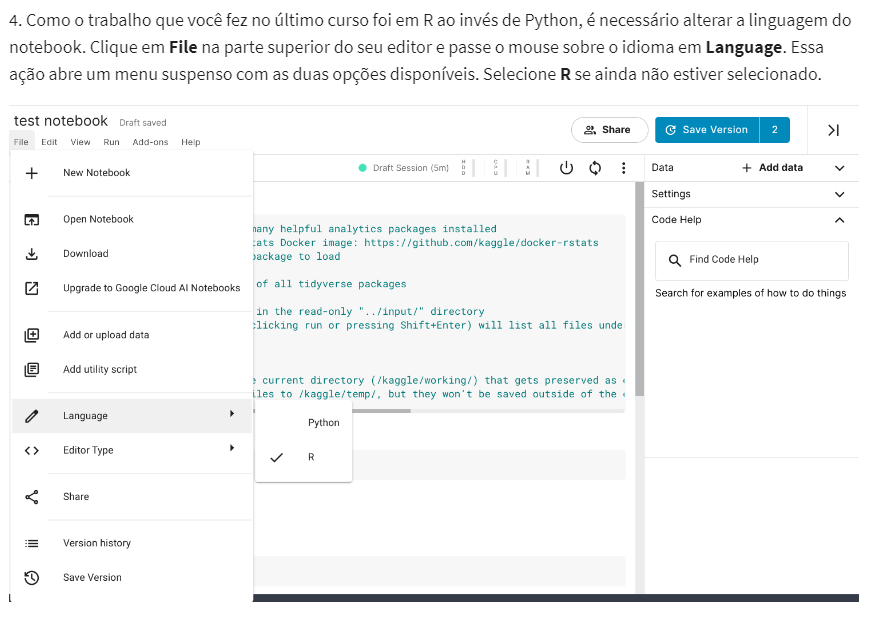 4. Como o trabalho que você fez no último curso foi em R ao invés de Python, é necessário alterar a linguagem do
notebook. Clique em File na parte superior do seu editor e passe o mouse sobre o idioma em Language. Essa
ação abre um menu suspenso com as duas opções disponíveis. Selecione R se ainda não estiver selecionado.
test notebook Draft saved
Share
Save Version 2
File Edit View Run Add-ons Help
New Notebook
Draft Session (5m)
HDD
CPU
RAM
Data
Add data
Settings
Open Notebook
Code Help
many helpful analytics packages installed
tats Docker image: https://github.com/kaggle/docker-rstats
package to load
Download
Find Code Help
of all tidyverse packages
Upgrade to Google Cloud AI Notebooks
Search for examples of how to do things
in the read-only "../input/" directory
clicking run or pressing Shift+Enter) will list all files unde
Add or upload data
Add utility script
e current directory (/kaggle/working/) that gets preserved as
iles to /kaggle/temp/, but they won't be saved outside of the
Language
Python
Editor Type
R
Share
Version history
Save Version